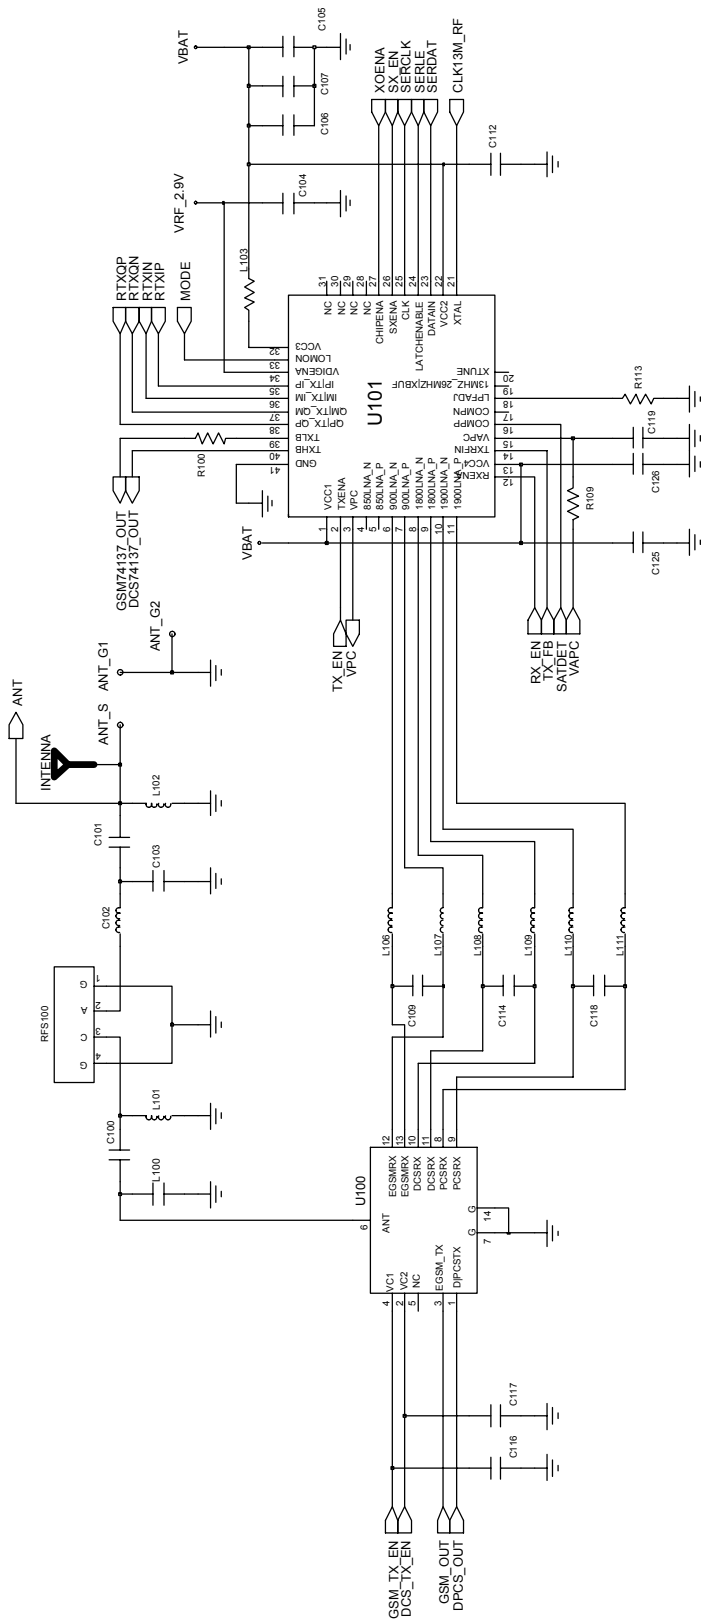 VBAT
C105
C107
C106
VRF_2.9V
C104
L103
RTXQP
RTXQN
RTXIN
RTXIP
MODE
XOENA
SX_EN
SERCLK
SERLE
SERDAT
CLK13M_RF
C112
GSM74137_OUT
DCS74137_OUT
R100
U101
31
NC
30
NC
29
NC
28
NC
27
CHIPENA
26
SXENA
25
CLK
24
LATCHENABLE
23
DATAIN
22
VCC2
21
XTAL
VCC3
32
LOMON
33
VDIGENA
34
IP|TX_IP
35
IM|TX_IM
36
QM|TX_QM
37
QP|TX_QP
38
TXLB
39
TXHB
40
GND
41
XTUNE
20
13MHZ_26MHZ|XBUF
19
LPFADJ
18
COMPN
17
COMPP
16
VAPC
15
TXRFIN
14
VCC4
13
RXENA
12
VCC1
1
TXENA
2
VPC
3
850LNA_N
4
850LNA_P
5
900LNA_N
6
900LNA_P
7
1800LNA_N
8
1800LNA_P
9
1900LNA_N
10
1900LNA_P
11
R113
C119
C126
R109
C125
VBAT
TX_EN
VPC
RX_EN
TX_FB
SATDET
VAPC
ANT
INTENNA
ANT_S
ANT_G1
ANT_G2
L102
C101
C103
C102
RFS100
G
1
A
2
C
3
G
4
L101
C100
L100
L106
L107
L108
L109
L110
L111
C109
C114
C118
U100
6
ANT
12
EGSMRX
13
EGSMRX
10
DCSRX
11
DCSRX
8
PCSRX
9
PCSRX
G
14
G
7
4
VC1
2
VC2
5
NC
3
EGSM_TX
1
D|PCSTX
C117
C116
GSM_TX_EN
DCS_TX_EN
GSM_OUT
DPCS_OUT